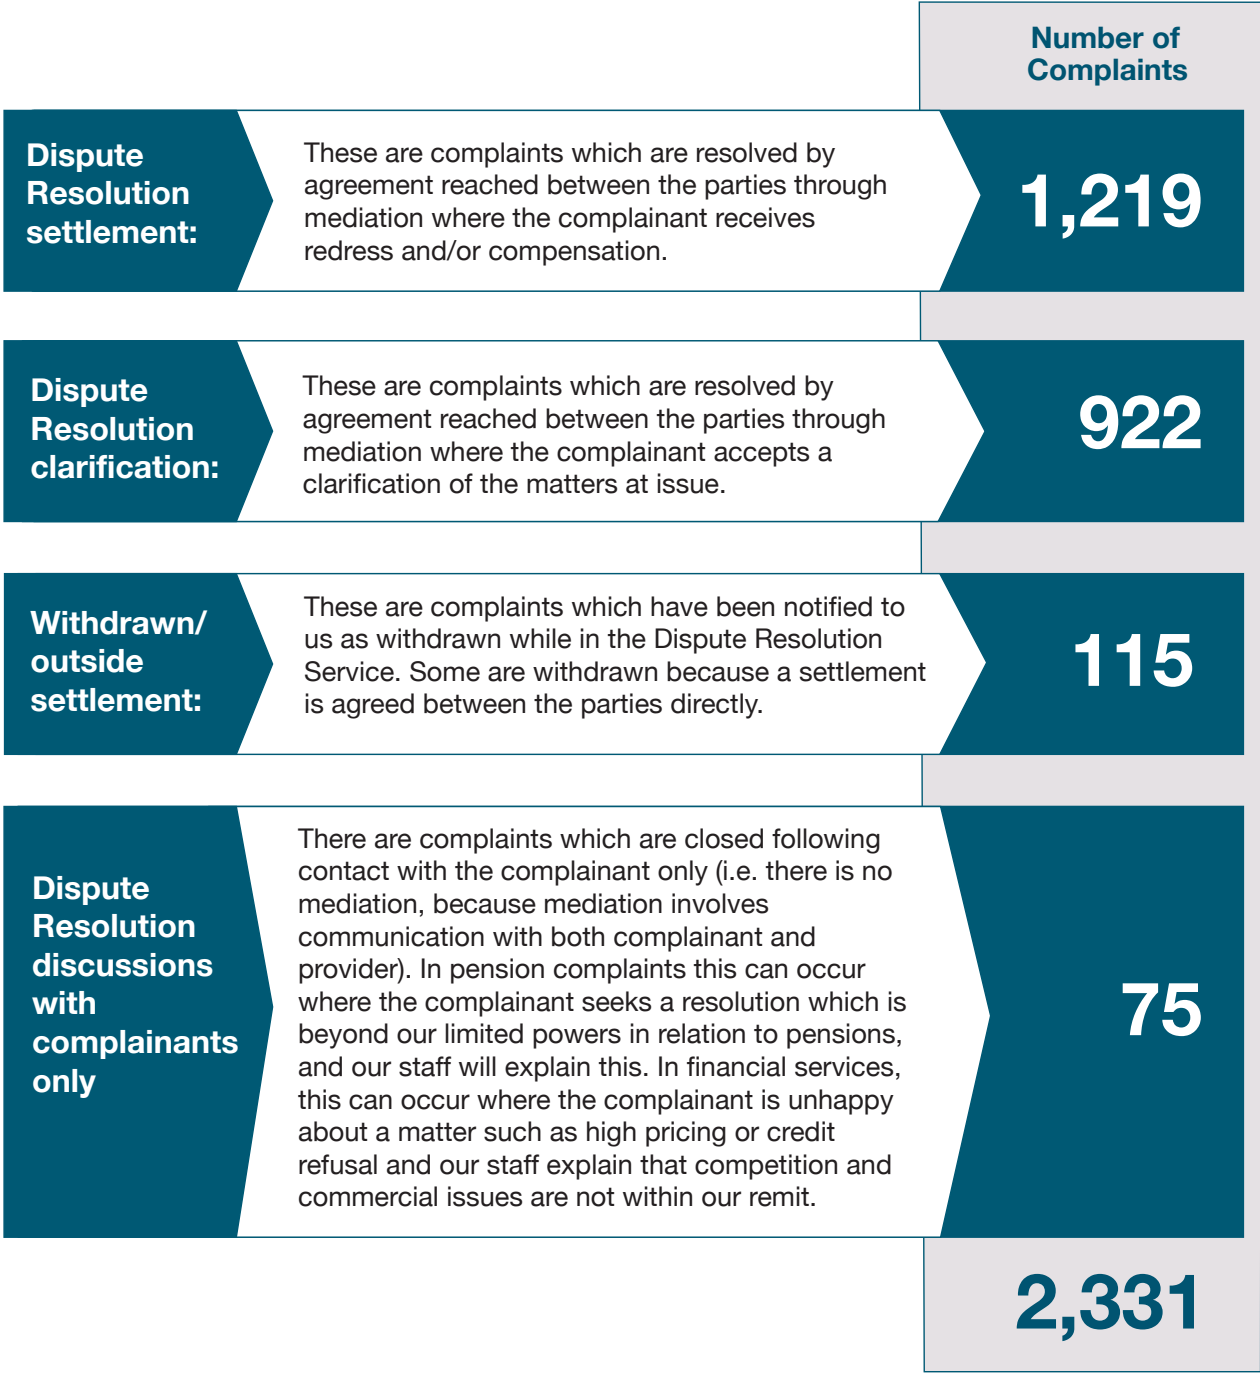 Number of
Complaints
Dispute
Resolution
settlement:
These are complaints which are resolved by
agreement reached between the parties through
mediation where the complainant receives
redress and/or compensation.
1,219
Dispute
Resolution
clarification:
These are complaints which are resolved by
agreement reached between the parties through
mediation where the complainant accepts a
clarification of the matters at issue.
922
Withdrawn/
outside
settlement:
These are complaints which have been notified to
us as withdrawn while in the Dispute Resolution
Service. Some are withdrawn because a settlement
is agreed between the parties directly.
115
Dispute
Resolution
discussions
with
complainants
only
There are complaints which are closed following
contact with the complainant only (i.e. there is no
mediation, because mediation involves
communication with both complainant and
provider). In pension complaints this can occur
where the complainant seeks a resolution which is
beyond our limited powers in relation to pensions,
and our staff will explain this. In financial services,
this can occur where the complainant is unhappy
about a matter such as high pricing or credit
refusal and our staff explain that competition and
commercial issues are not within our remit.
75
2,331